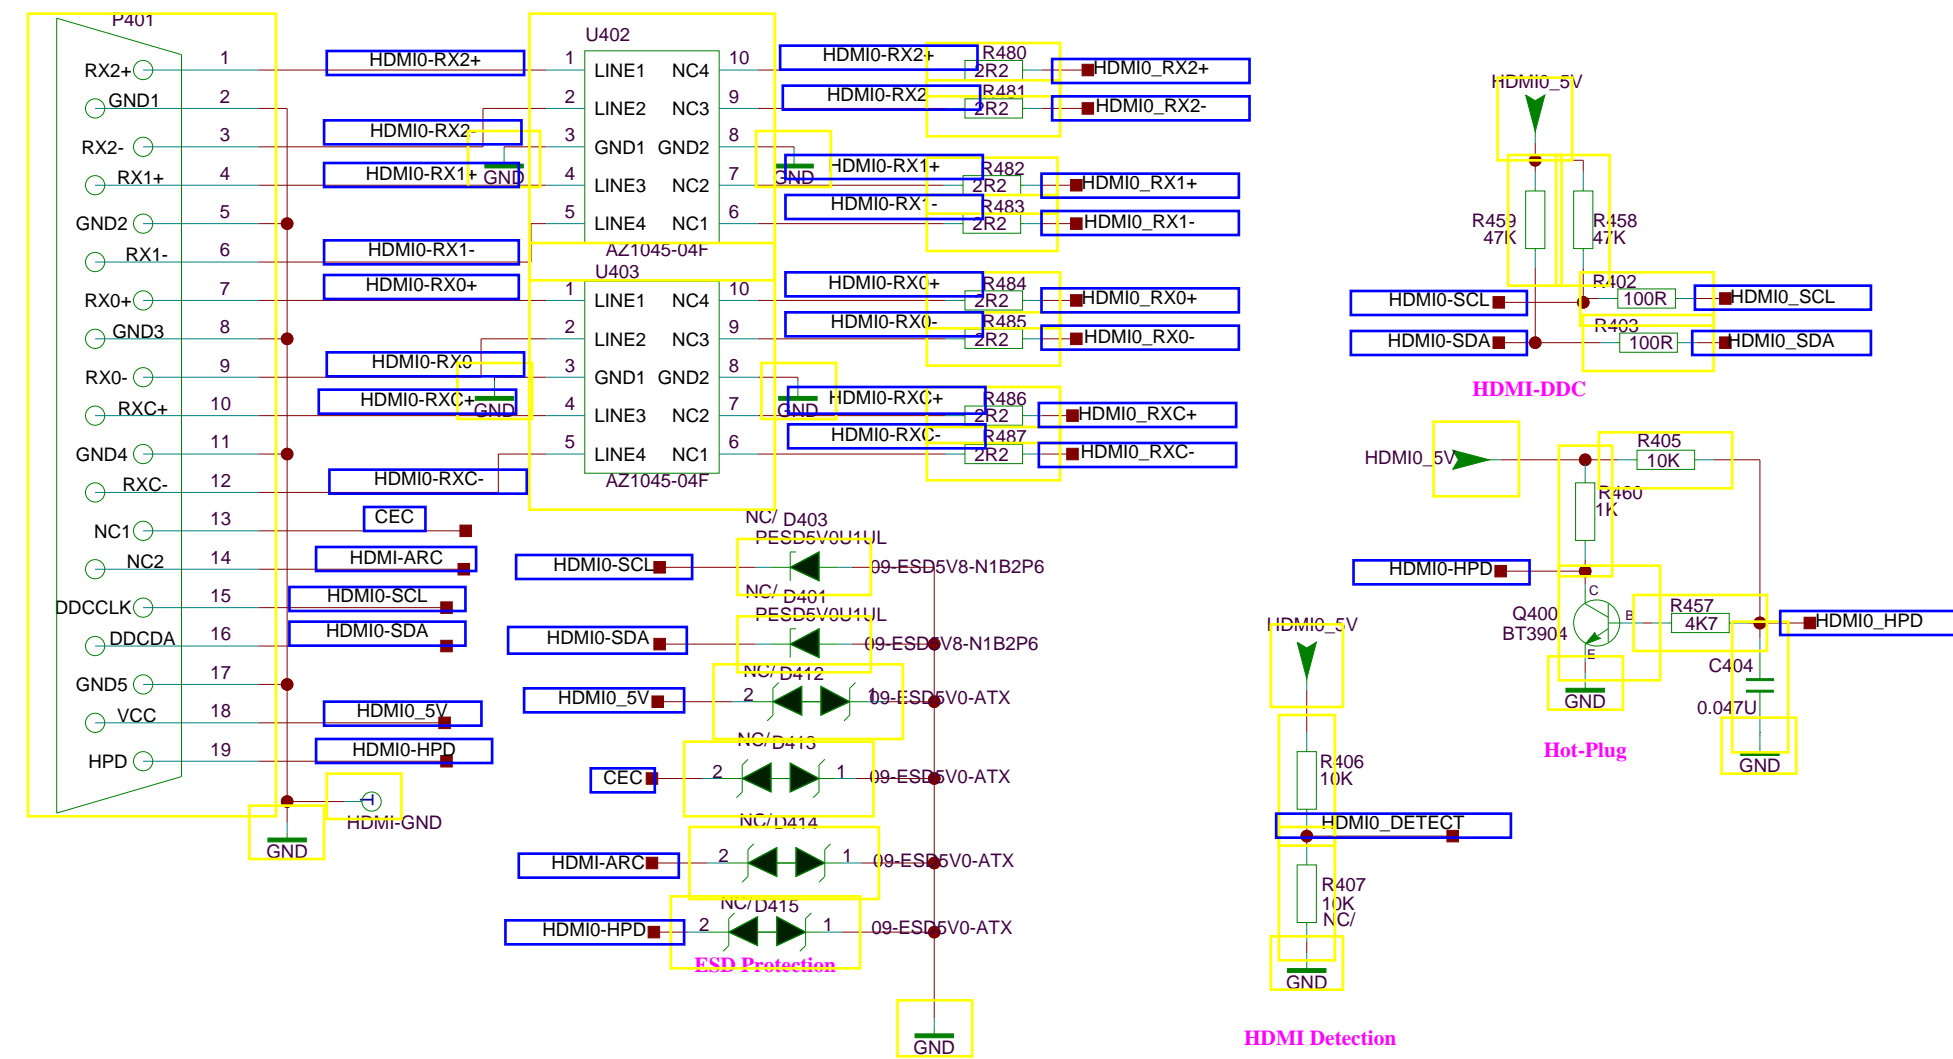 P401
1 RX2+
2 GND1
3 RX2-
4 RX1+
5 GND2
6 RX1-
7 RX0+
8 GND3
9 RX0-
10 RXC+
11 GND4
12 RXC-
13 NC1
14 NC2
15 DDCCLK
16 DDCDA
17 GND5
18 VCC
19 HPD
HDMI0-RX2+
HDMI0-RX2-
HDMI0-RX1+
HDMI0-RX1-
HDMI0-RX0+
HDMI0-RX0
HDMI0-RXC+
HDMI0-RXC-
CEC
HDMI-ARC
HDMI0-SCL
HDMI0-SDA
HDMI0_5V
HDMI0-HPD
HDMI-GND
GND
U402
1 LINE1 NC4 10
2 LINE2 NC3 9
3 GND1 GND2 8
4 LINE3 NC2 7
5 LINE4 NC1 6
AZ1045-04F
GND
GND
U403
1 LINE1 NC4 10
2 LINE2 NC3 9
3 GND1 GND2 8
4 LINE3 NC2 7
5 LINE4 NC1 6
AZ1045-04F
GND
GND
HDMI0-RX2+ R480 2R2 HDMI0_RX2+
HDMI0-RX2 R481 2R2 HDMI0_RX2-
HDMI0-RX1+ R482 2R2 HDMI0_RX1+
HDMI0-RX1- R483 2R2 HDMI0_RX1-
HDMI0-RX0+ R484 2R2 HDMI0_RX0+
HDMI0-RX0- R485 2R2 HDMI0_RX0-
HDMI0-RXC+ R486 2R2 HDMI0_RXC+
HDMI0-RXC- R487 2R2 HDMI0_RXC-
NC/ D403
PESD5V0U1UL
HDMI0-SCL 09-ESD5V8-N1B2P6
NC/ D401
PESD5V0U1UL
HDMI0-SDA 09-ESD5V8-N1B2P6
NC/ D412
HDMI0_5V 2 1 09-ESD5V0-ATX
NC/ D413
CEC 2 1 09-ESD5V0-ATX
NC/ D414
HDMI-ARC 2 1 09-ESD5V0-ATX
NC/ D415
HDMI0-HPD 2 1 09-ESD5V0-ATX
ESD Protection
GND
HDMI0_5V
R459
47K
R458
47K
R402
HDMI0-SCL 100R HDMI0_SCL
R403
HDMI0-SDA 100R HDMI0_SDA
HDMI-DDC
HDMI0_5V
R405
10K
R460
1K
HDMI0-HPD
Q400
BT3904
C
B
E
R457
4K7
HDMI0_HPD
C404
0.047U
GND
GND
Hot-Plug
HDMI0_5V
R406
10K
HDMI0_DETECT
R407
10K
NC/
GND
HDMI Detection